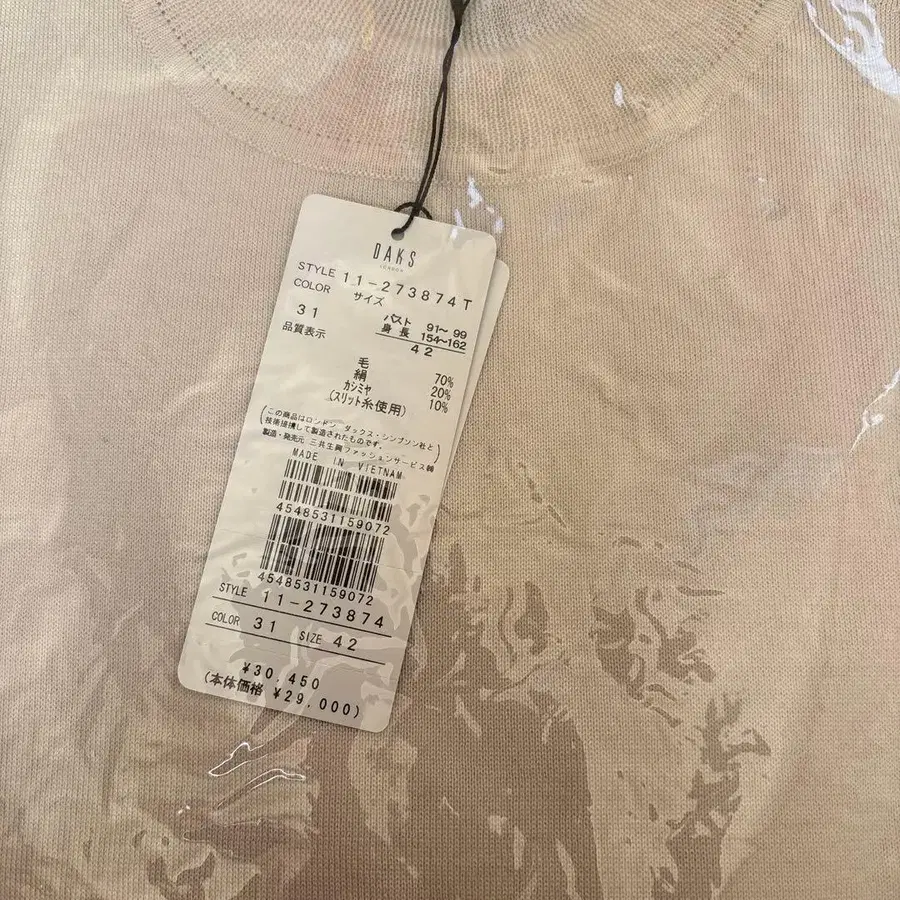 DAKS
LONDON
STYLE 11-273874T
COLOR サイズ
31 バスト 91〜 99
品質表示 身長 154〜162
42
毛 70%
絹 20%
カシミヤ 10%
(スリット糸使用)
(この商品はロンドン ダックス・シンプソン社と
技術提携して製造されたものです。
製造・発売元 三共生興ファッションサービス㈱)
MADE IN VIETNAM
4548531159072
4548531159072
STYLE 11-273874
COLOR 31 SIZE 42
¥30,450
(本体価格 ¥29,000)